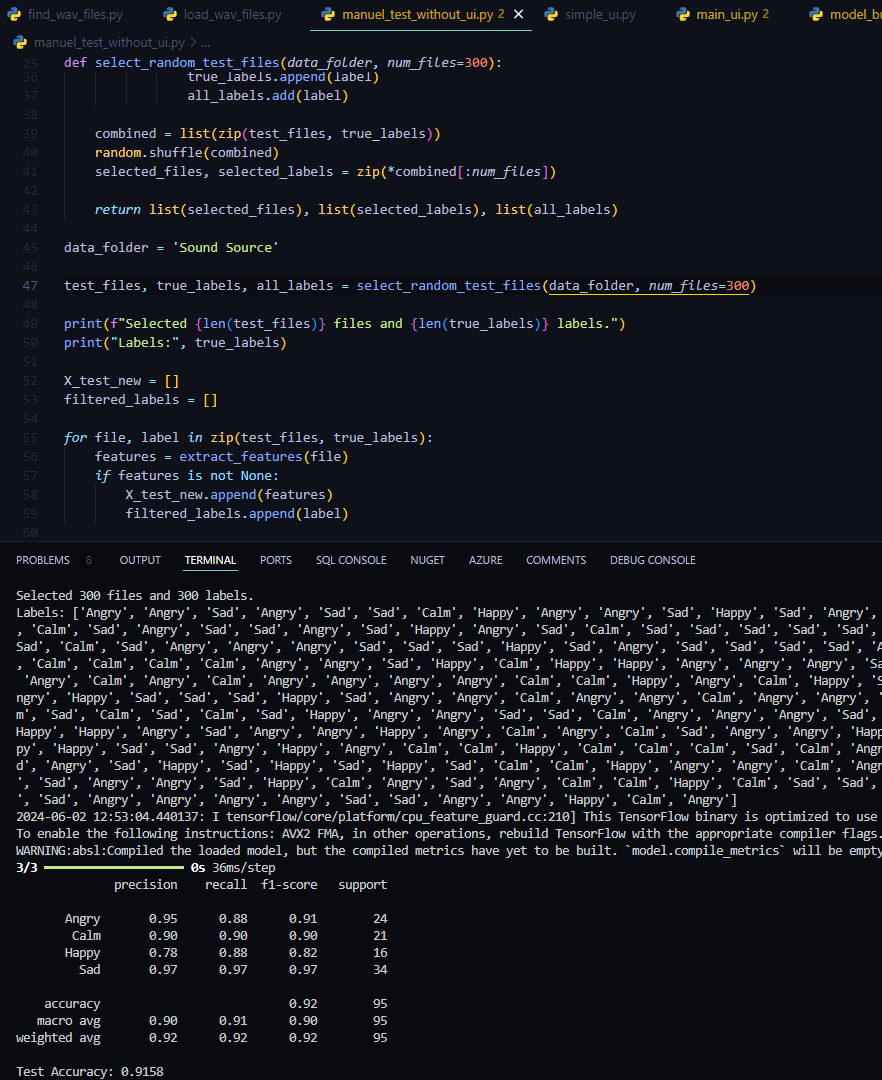 find_wav_files.py load_wav_files.py manuel_test_without_ui.py 2 × simple_ui.py main_ui.py 2 model_bu
manuel_test_without_ui.py > ...
25 def select_random_test_files(data_folder, num_files=300):
36 true_labels.append(label)
37 all_labels.add(label)
38
39 combined = list(zip(test_files, true_labels))
40 random.shuffle(combined)
41 selected_files, selected_labels = zip(*combined[:num_files])
42
43 return list(selected_files), list(selected_labels), list(all_labels)
44
45 data_folder = 'Sound Source'
46
47 test_files, true_labels, all_labels = select_random_test_files(data_folder, num_files=300)
48
49 print(f"Selected {len(test_files)} files and {len(true_labels)} labels.")
50 print("Labels:", true_labels)
51
52 X_test_new = []
53 filtered_labels = []
54
55 for file, label in zip(test_files, true_labels):
56 features = extract_features(file)
57 if features is not None:
58 X_test_new.append(features)
59 filtered_labels.append(label)
60
PROBLEMS 8 OUTPUT TERMINAL PORTS SQL CONSOLE NUGET AZURE COMMENTS DEBUG CONSOLE
Selected 300 files and 300 labels.
Labels: ['Angry', 'Angry', 'Sad', 'Angry', 'Sad', 'Sad', 'Calm', 'Happy', 'Angry', 'Angry', 'Sad', 'Happy', 'Sad', 'Angry',
, 'Calm', 'Sad', 'Angry', 'Sad', 'Sad', 'Angry', 'Sad', 'Happy', 'Angry', 'Sad', 'Calm', 'Sad', 'Sad', 'Sad', 'Sad', 'Sad',
Sad', 'Calm', 'Sad', 'Angry', 'Angry', 'Angry', 'Sad', 'Sad', 'Sad', 'Happy', 'Sad', 'Angry', 'Sad', 'Sad', 'Sad', 'Sad', 'A
, 'Calm', 'Calm', 'Calm', 'Calm', 'Angry', 'Angry', 'Sad', 'Happy', 'Calm', 'Happy', 'Happy', 'Angry', 'Angry', 'Angry', 'Sa
'Angry', 'Calm', 'Angry', 'Calm', 'Angry', 'Angry', 'Angry', 'Angry', 'Calm', 'Calm', 'Happy', 'Angry', 'Calm', 'Happy', 'S
ngry', 'Happy', 'Sad', 'Sad', 'Sad', 'Happy', 'Sad', 'Angry', 'Angry', 'Calm', 'Angry', 'Angry', 'Calm', 'Angry', 'Angry', '
m', 'Sad', 'Calm', 'Sad', 'Calm', 'Sad', 'Happy', 'Angry', 'Angry', 'Sad', 'Sad', 'Calm', 'Angry', 'Angry', 'Angry', 'Sad',
Happy', 'Happy', 'Angry', 'Sad', 'Angry', 'Angry', 'Happy', 'Angry', 'Calm', 'Angry', 'Calm', 'Sad', 'Angry', 'Angry', 'Happ
py', 'Happy', 'Sad', 'Sad', 'Angry', 'Happy', 'Angry', 'Calm', 'Calm', 'Happy', 'Calm', 'Calm', 'Calm', 'Sad', 'Calm', 'Angr
d', 'Angry', 'Sad', 'Happy', 'Sad', 'Happy', 'Sad', 'Happy', 'Sad', 'Calm', 'Calm', 'Happy', 'Angry', 'Angry', 'Calm', 'Ang
', 'Sad', 'Angry', 'Angry', 'Sad', 'Happy', 'Calm', 'Angry', 'Sad', 'Angry', 'Calm', 'Calm', 'Happy', 'Calm', 'Sad', 'Sad',
', 'Sad', 'Angry', 'Sad', 'Angry', 'Sad', 'Angry', 'Sad', 'Sad', 'Angry', 'Angry', 'Happy', 'Calm', 'Angry']
2024-06-02 12:53:04.440137: I tensorflow/core/platform/cpu_feature_guard.cc:210] This TensorFlow binary is optimized to use
To enable the following instructions: AVX2 FMA, in other operations, rebuild TensorFlow with the appropriate compiler flags.
WARNING:absl:Compiled the loaded model, but the compiled metrics have yet to be built. `model.compile_metrics` will be empty
3/3 0s 36ms/step
precision recall f1-score support
Angry 0.95 0.88 0.91 24
Calm 0.90 0.90 0.90 21
Happy 0.78 0.88 0.82 16
Sad 0.97 0.97 0.97 34
accuracy 0.92 95
macro avg 0.90 0.91 0.90 95
weighted avg 0.92 0.92 0.92 95
Test Accuracy: 0.9158